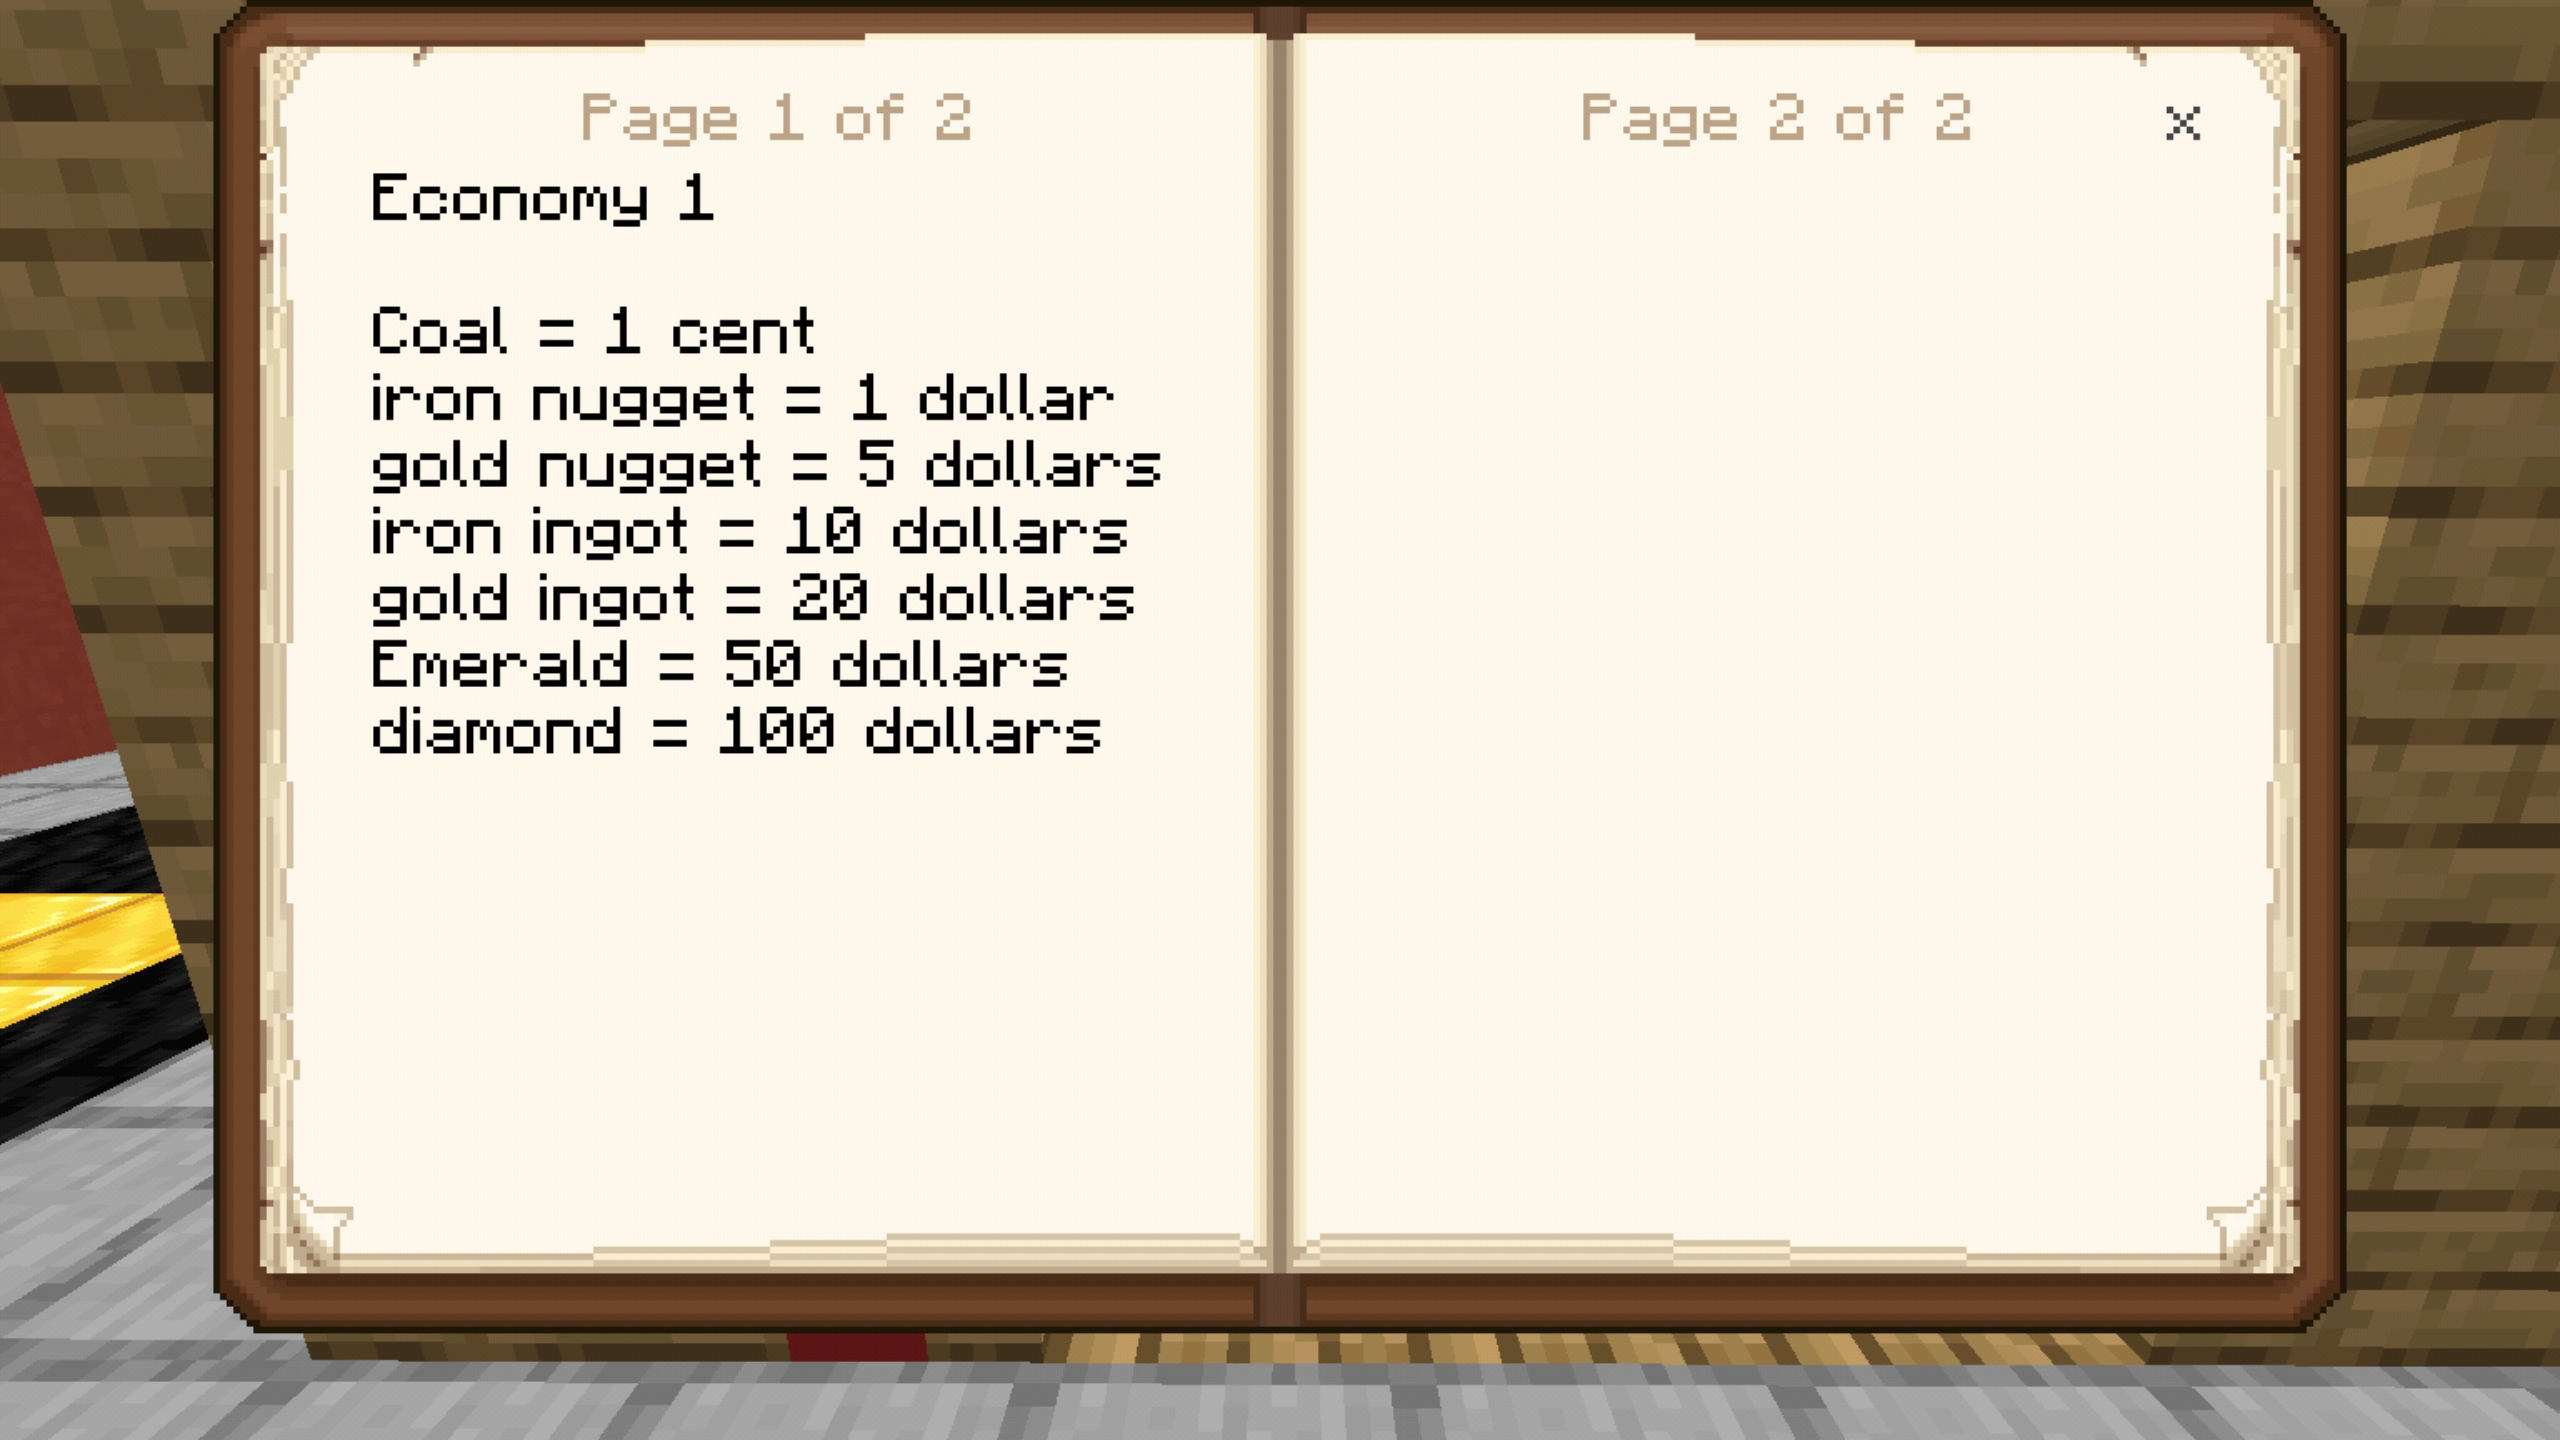 Page 1 of 2
Economy 1
Coal = 1 cent
iron nugget = 1 dollar
gold nugget = 5 dollars
iron ingot = 10 dollars
gold ingot = 20 dollars
Emerald = 50 dollars
diamond = 100 dollars
Page 2 of 2
x